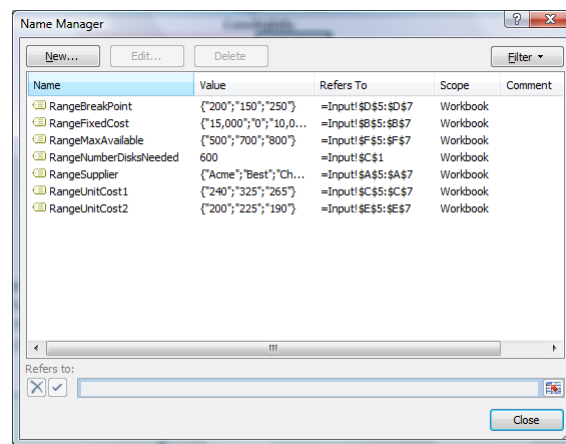 Name Manager
New... Edit... Delete Filter
Name Value Refers To Scope Comment
RangeBreakPoint {"200";"150";"250"} =Input!$D$5:$D$7 Workbook
RangeFixedCost {"15,000";"0";"10,0... =Input!$B$5:$B$7 Workbook
RangeMaxAvailable {"500";"700";"800"} =Input!$F$5:$F$7 Workbook
RangeNumberDisksNeeded 600 =Input!$C$1 Workbook
RangeSupplier {"Acme";"Best";"Ch... =Input!$A$5:$A$7 Workbook
RangeUnitCost1 {"240";"325";"265"} =Input!$C$5:$C$7 Workbook
RangeUnitCost2 {"200";"225";"190"} =Input!$E$5:$E$7 Workbook
Refers to:
Close